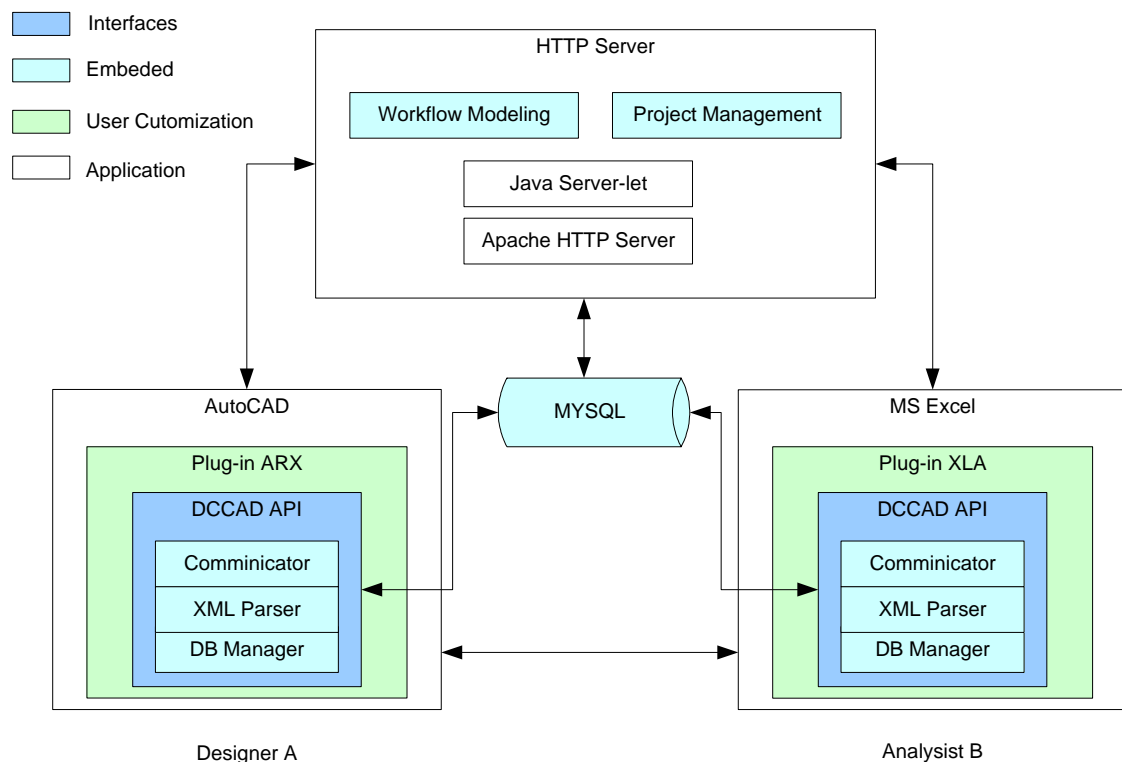 Interfaces
Embeded
User Cutomization
Application
HTTP Server
Workflow Modeling
Project Management
Java Server-let
Apache HTTP Server
MYSQL
AutoCAD
Plug-in ARX
DCCAD API
Comminicator
XML Parser
DB Manager
Designer A
MS Excel
Plug-in XLA
DCCAD API
Comminicator
XML Parser
DB Manager
Analysist B